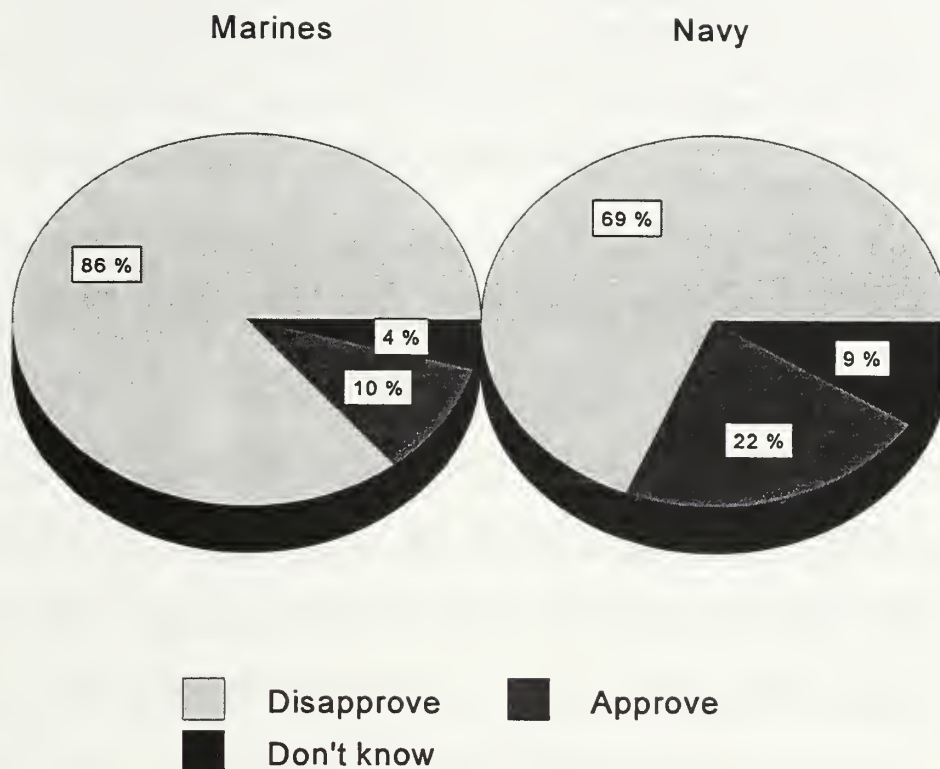 Marines Navy
69 %
86 %
4 %
9 %
10 %
22 %
Disapprove Approve
Don't know